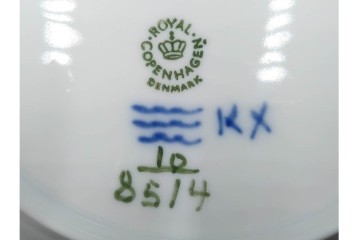 ROYAL
COPENHAGEN
DENMARK
KX
10
8514